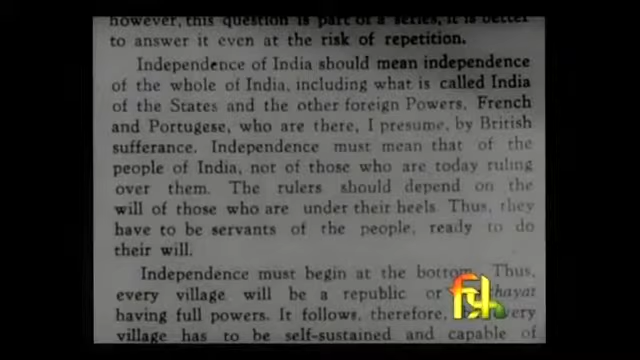 however, this question is part of a series, it is better
to answer it even at the risk of repetition.
Independence of India should mean independence
of the whole of India, including what is called India
of the States and the other foreign Powers, French
and Portugese, who are there, I presume, by British
sufferance. Independence must mean that of the
people of India, not of those who are today ruling
over them. The rulers should depend on the
will of those who are under their heels. Thus, they
have to be servants of the people, ready to do
their will.
Independence must begin at the bottom. Thus,
every village will be a republic or
having full powers. It follows, therefore,
village has to be self-sustained and capable of